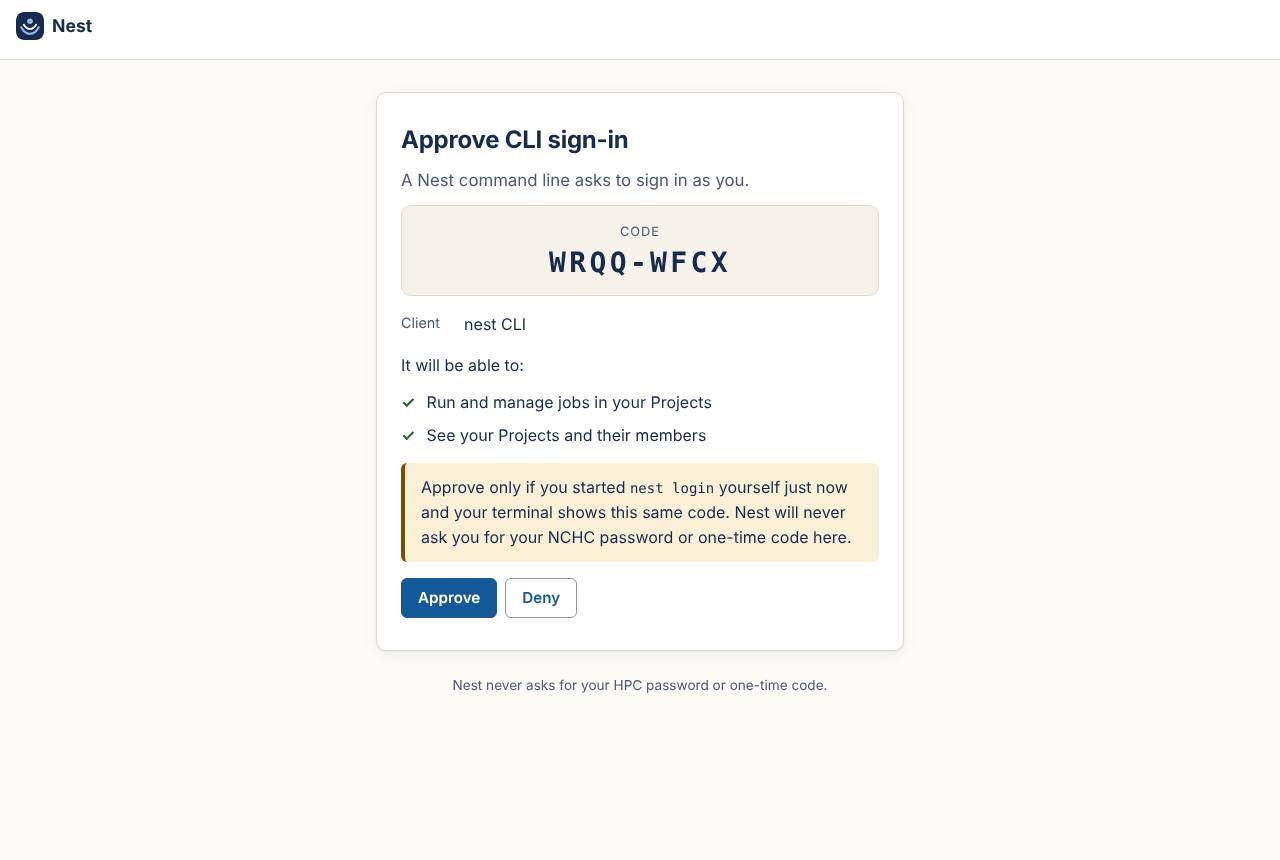 Nest
Approve CLI sign-in
A Nest command line asks to sign in as you.
CODE
WRQQ-WFCX
Client nest CLI
It will be able to:
Run and manage jobs in your Projects
See your Projects and their members
Approve only if you started nest login yourself just now
and your terminal shows this same code. Nest will never
ask you for your NCHC password or one-time code here.
Approve Deny
Nest never asks for your HPC password or one-time code.